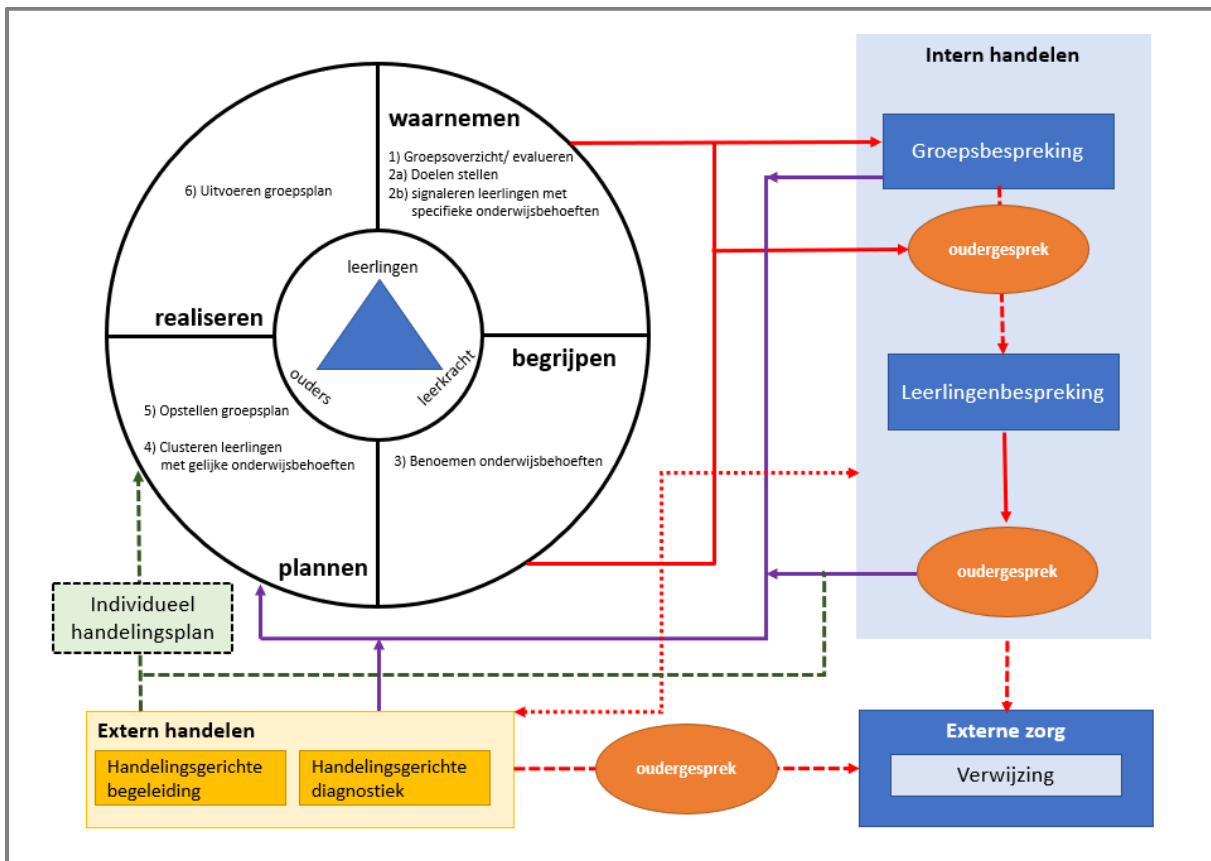 waarnemen
1) Groepsoverzicht/ evalueren
2a) Doelen stellen
2b) signaleren leerlingen met
specifieke onderwijsbehoeften
6) Uitvoeren groepsplan
realiseren
leerlingen
ouders
leerkracht
begrijpen
3) Benoemen onderwijsbehoeften
5) Opstellen groepsplan
4) Clusteren leerlingen
met gelijke onderwijsbehoeften
plannen
Intern handelen
Groepsbespreking
oudergesprek
Leerlingenbespreking
oudergesprek
Individueel
handelingsplan
Extern handelen
Handelingsgerichte
begeleiding
Handelingsgerichte
diagnostiek
oudergesprek
Externe zorg
Verwijzing